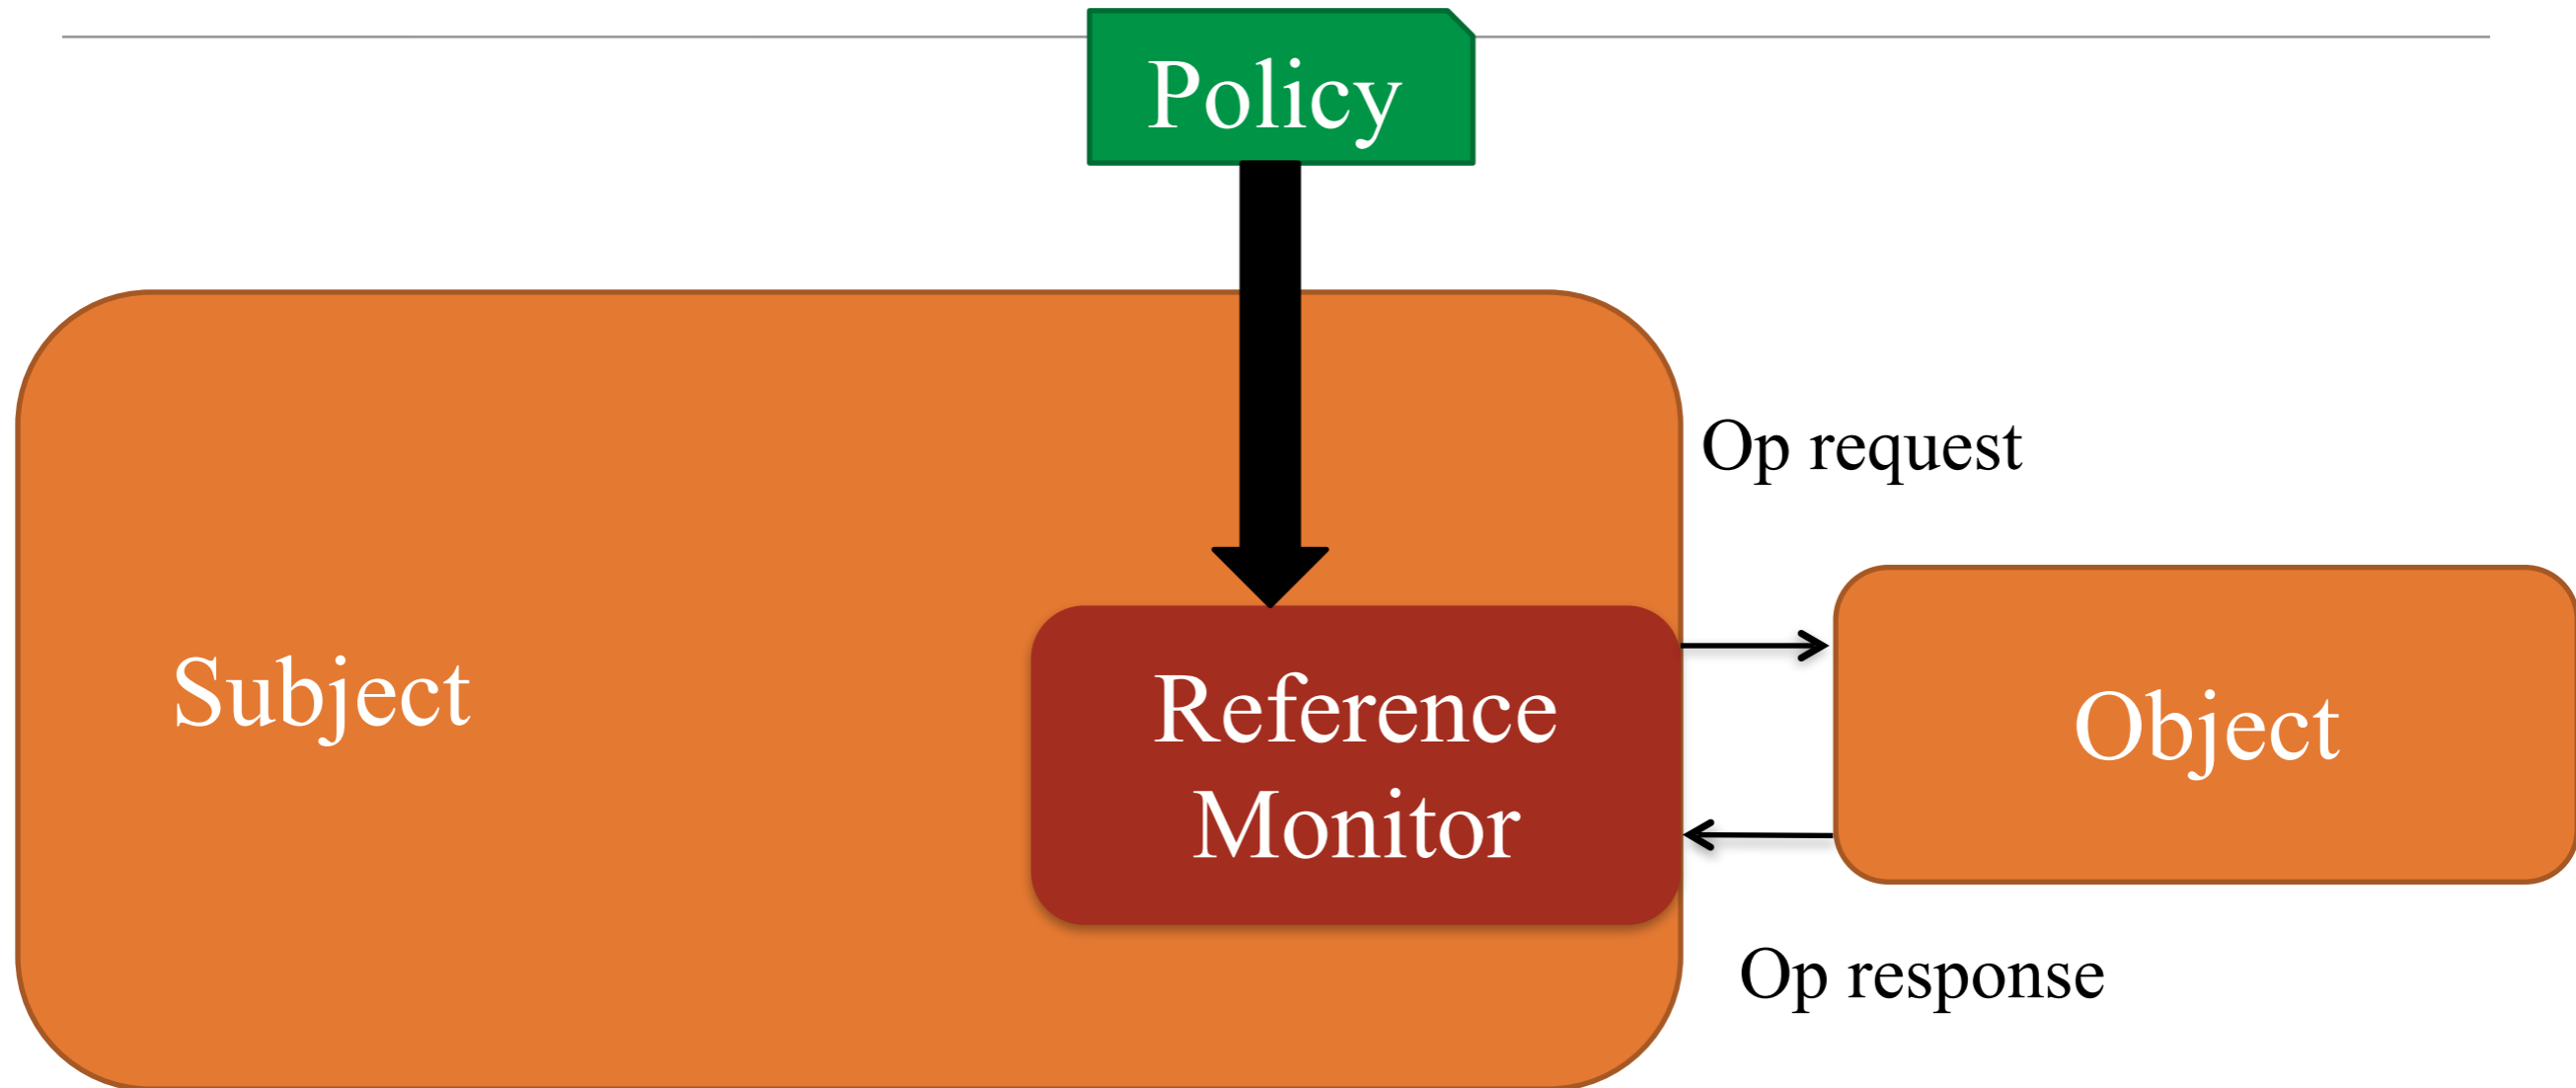 Policy
Op request
Subject
Reference
Monitor
Object
Op response